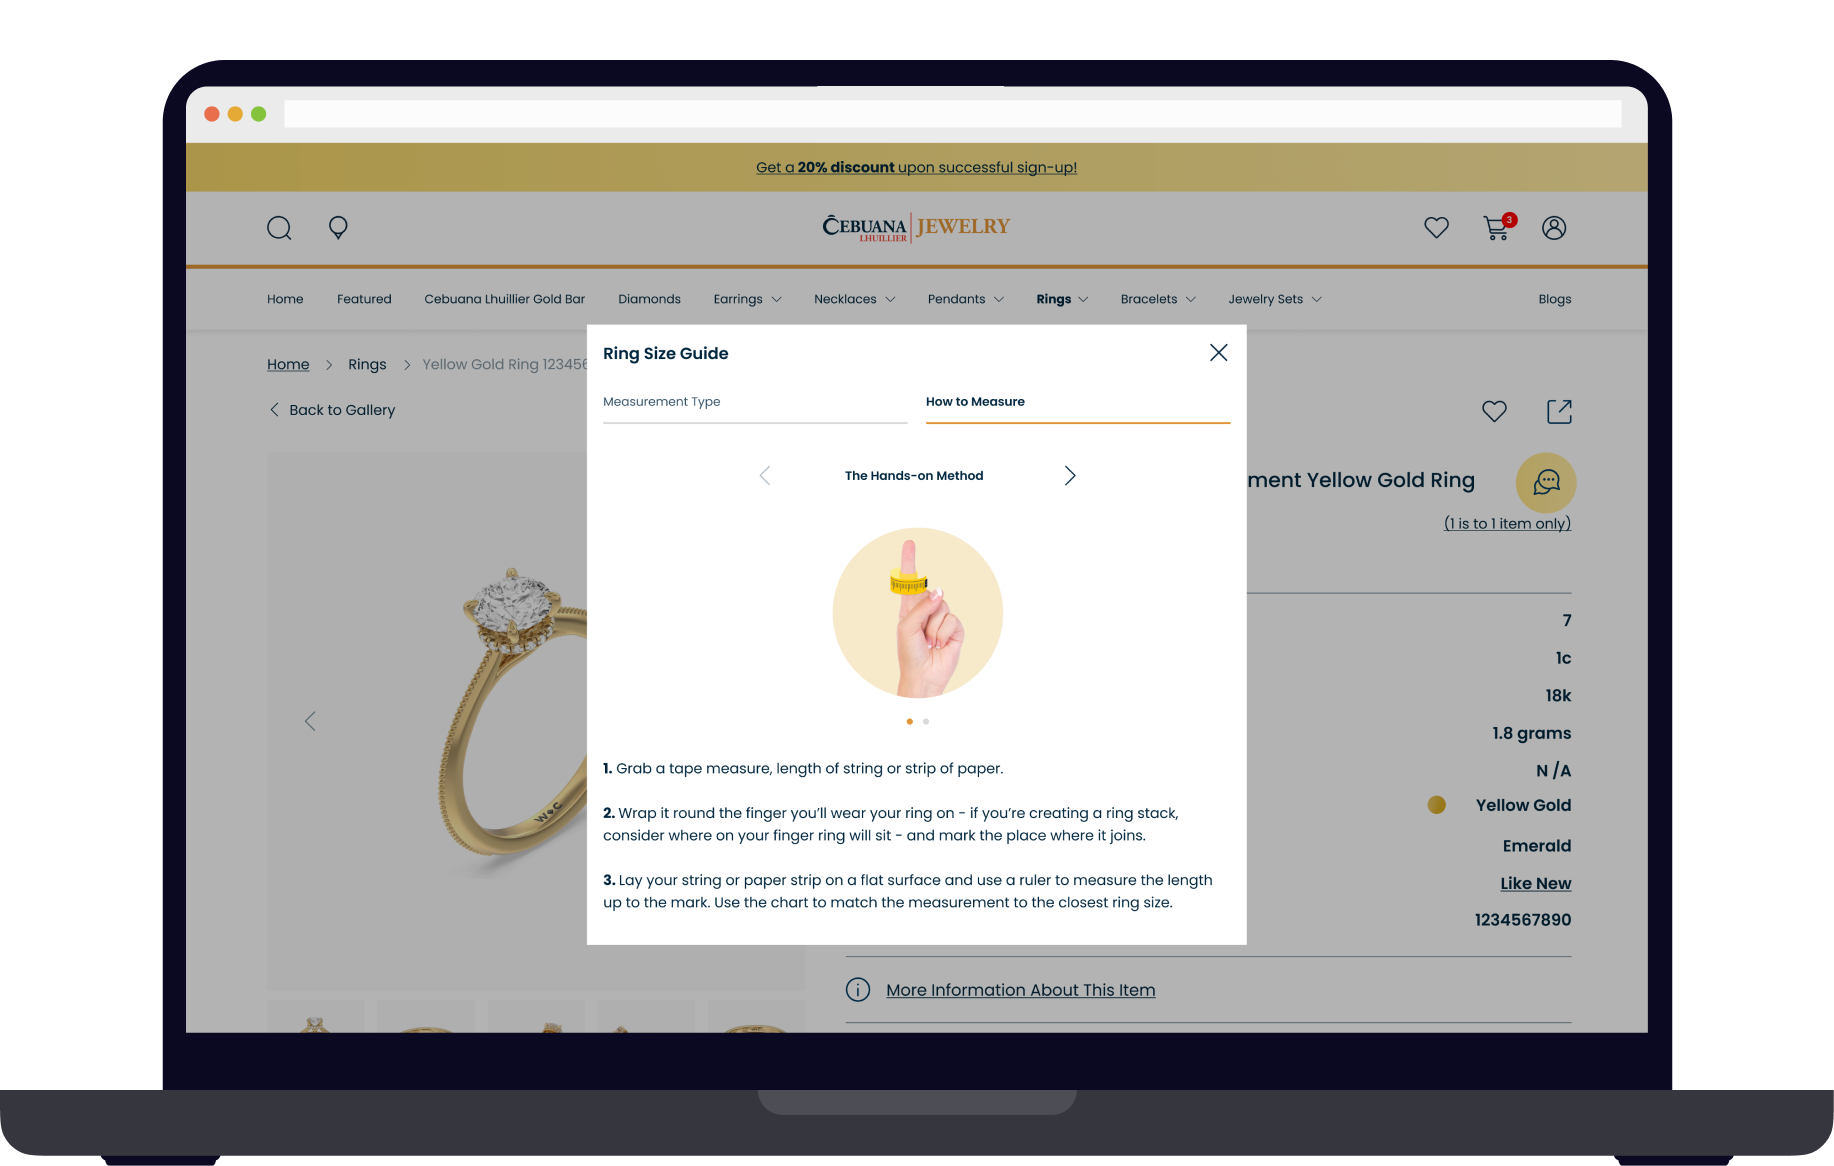 Get a 20% discount upon successful sign-up!
ČEBUANA LHUILLIER JEWELRY
3
Home Featured Cebuana Lhuillier Gold Bar Diamonds Earrings Necklaces Pendants Rings Bracelets Jewelry Sets Blogs
Home Rings Yellow Gold Ring 123456
Back to Gallery
Ring Size Guide
Measurement Type How to Measure
The Hands-on Method
1. Grab a tape measure, length of string or strip of paper.
2. Wrap it round the finger you’ll wear your ring on - if you’re creating a ring stack,
consider where on your finger ring will sit - and mark the place where it joins.
3. Lay your string or paper strip on a flat surface and use a ruler to measure the length
up to the mark. Use the chart to match the measurement to the closest ring size.
ment Yellow Gold Ring
(1 is to 1 item only)
7
1c
18k
1.8 grams
N /A
Yellow Gold
Emerald
Like New
1234567890
More Information About This Item
W C